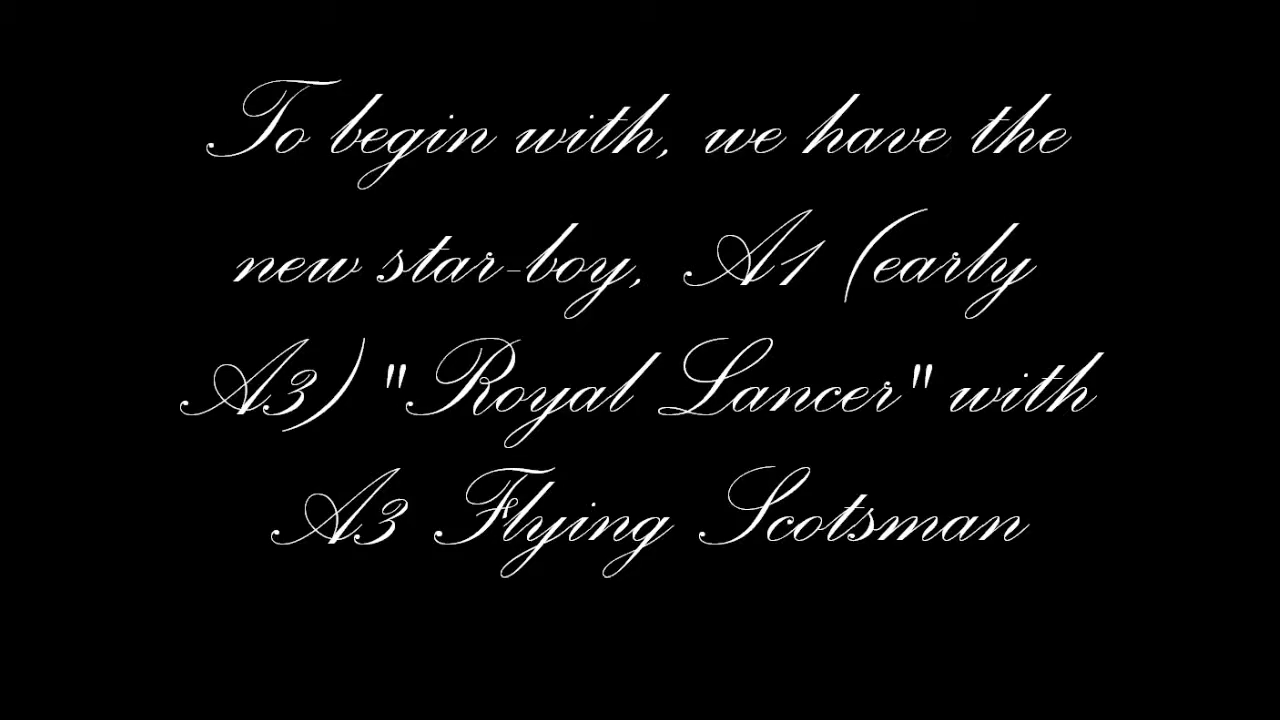 To begin with, we have the
new star-boy, A1 (early
A3) "Royal Lancer" with
A3 Flying Scotsman